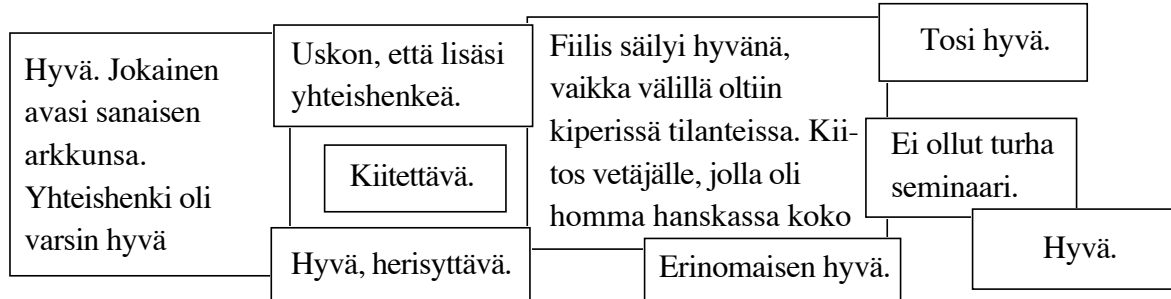 Hyvä. Jokainen
avasi sanaisen
arkkunsa.
Yhteishenki oli
varsin hyvä
Uskon, että lisäsi
yhteishenkeä.
Kiitettävä.
Hyvä, herisyttävä.
Fiilis säilyi hyvänä,
vaikka välillä oltiin
kiperissä tilanteissa. Kii-
tos vetäjälle, jolla oli
homma hanskassa koko
Erinomaisen hyvä.
Tosi hyvä.
Ei ollut turha
seminaari.
Hyvä.